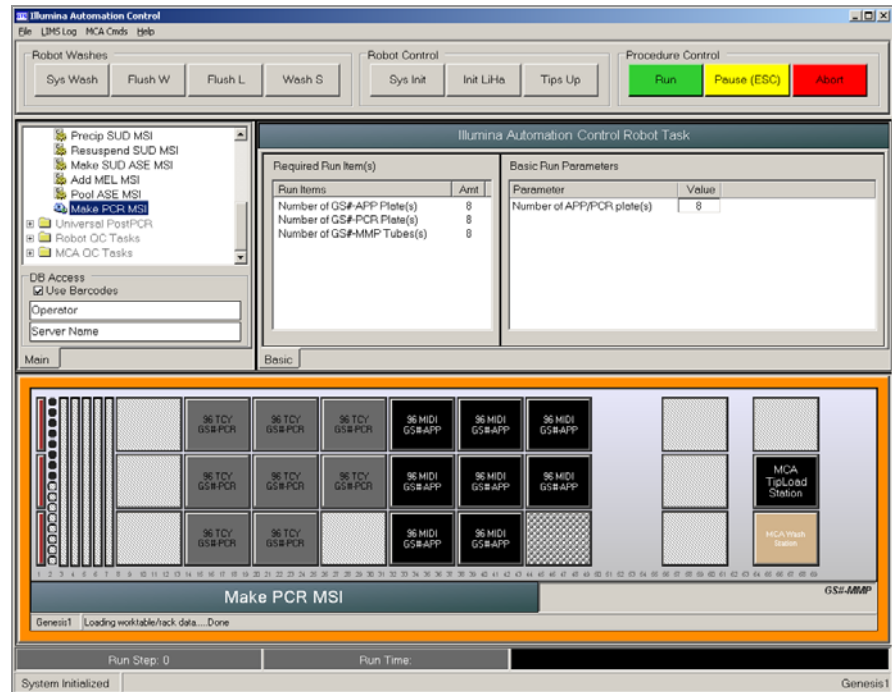 Illumina Automation Control
File LIMS Log MCA Cmds Help
Robot Washes
Sys Wash Flush W Flush L Wash S
Robot Control
Sys Init Init LiHa Tips Up
Procedure Control
Run Pause (ESC) Abort
Precip SUD MSI
Resuspend SUD MSI
Make SUD ASE MSI
Add MEL MSI
Pool ASE MSI
Make PCR MSI
Universal PostPCR
Robot QC Tasks
MCA QC Tasks
DB Access
Use Barcodes
Operator
Server Name
Main
Illumina Automation Control Robot Task
Required Run Item(s)
Run Items Amt
Number of GS#-APP Plate(s) 8
Number of GS#-PCR Plate(s) 8
Number of GS#-MMP Tubes(s) 8
Basic Run Parameters
Parameter Value
Number of APP/PCR plate(s) 8
Basic
96 TCY GS#-PCR 96 TCY GS#-PCR 96 TCY GS#-PCR 96 MIDI GS#-APP 96 MIDI GS#-APP 96 MIDI GS#-APP
96 TCY GS#-PCR 96 TCY GS#-PCR 96 TCY GS#-PCR 96 MIDI GS#-APP 96 MIDI GS#-APP 96 MIDI GS#-APP MCA TipLoad Station
96 TCY GS#-PCR 96 TCY GS#-PCR 96 MIDI GS#-APP 96 MIDI GS#-APP MCA Wash Station
Make PCR MSI
GS#-MMP
Genesis1 Loading worktable/rack data.....Done
Run Step: 0 Run Time:
System Initialized Genesis1